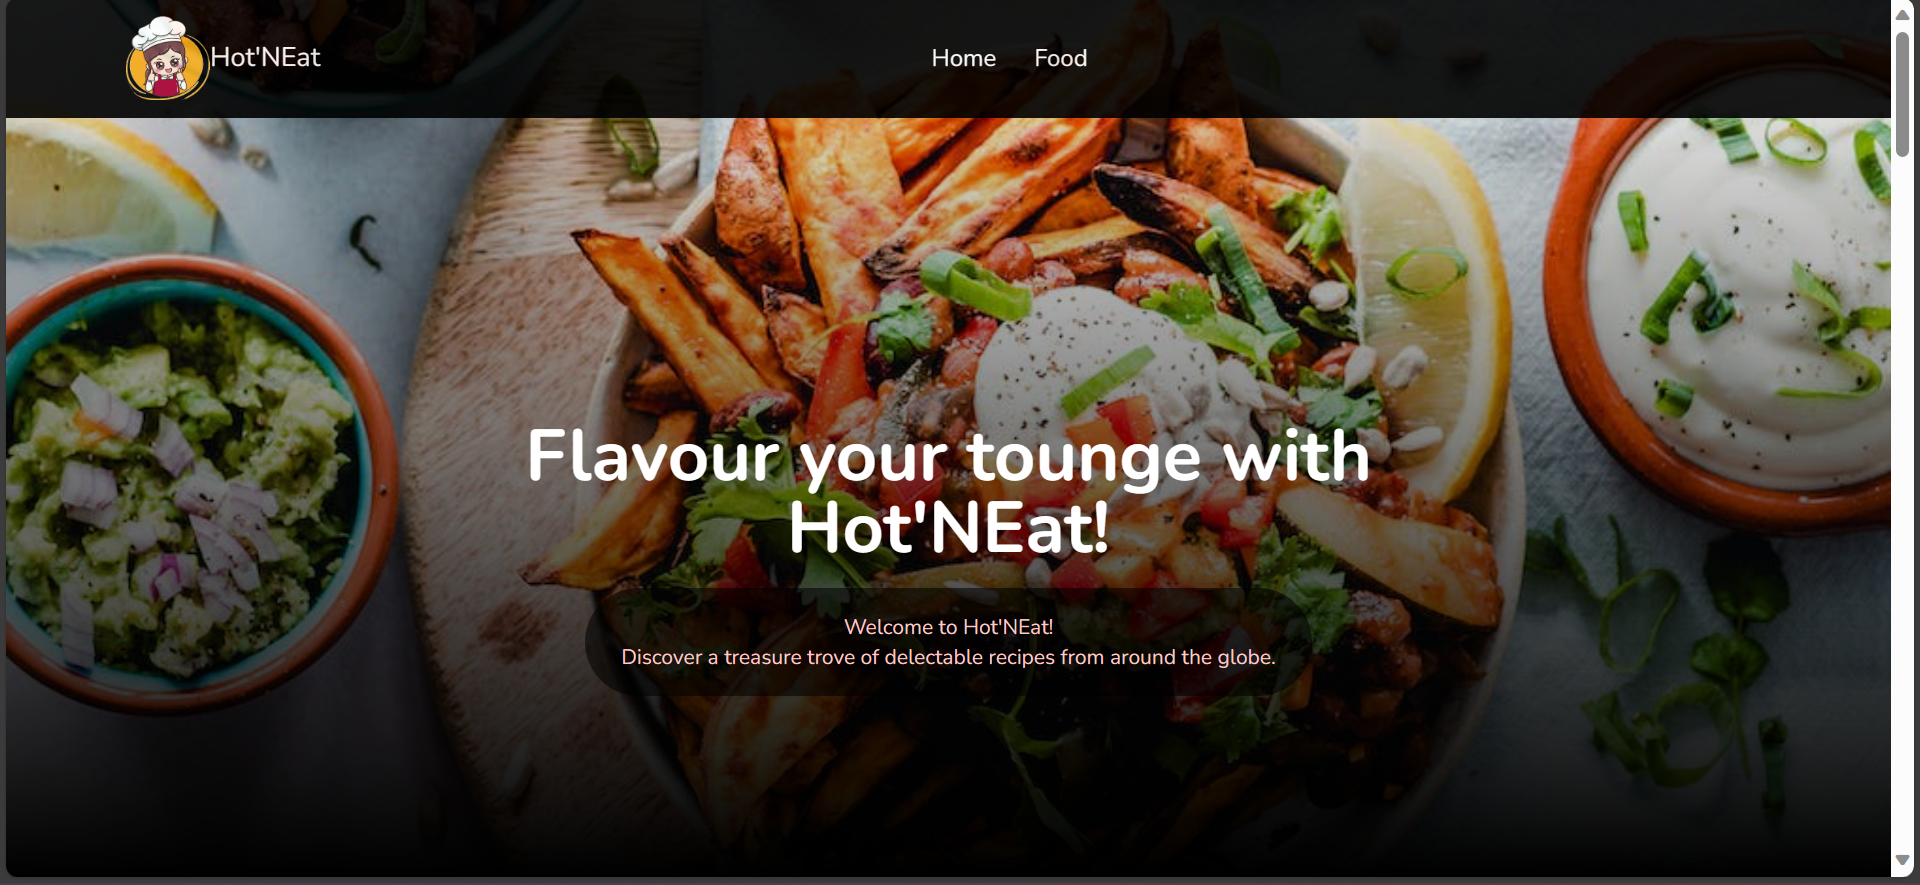 Hot'NEat
Home
Food
Flavour your tounge with
Hot'NEat!
Welcome to Hot'NEat!
Discover a treasure trove of delectable recipes from around the globe.